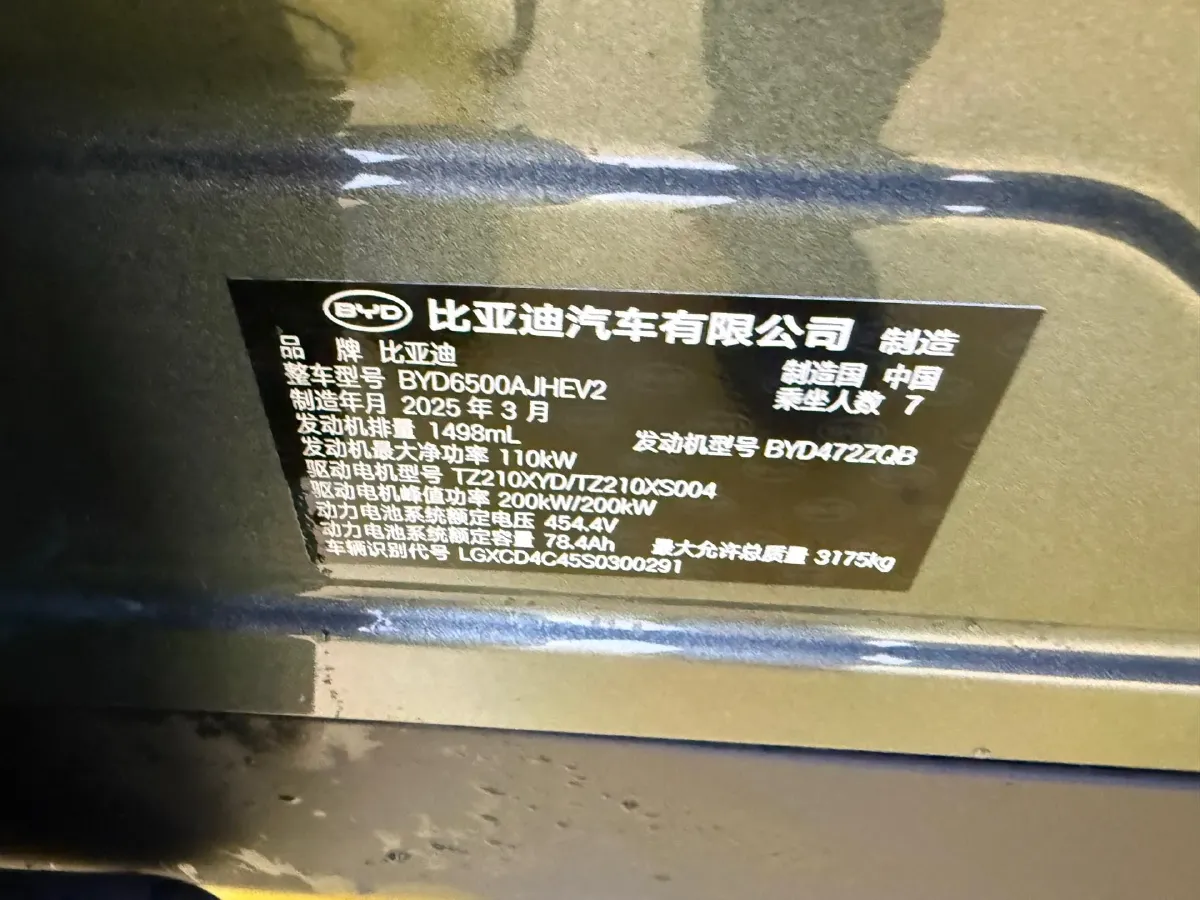 BYD 比亚迪汽车有限公司 制造
品 牌 比亚迪 制造国 中国
整车型号 BYD6500AJHEV2 乘坐人数 7
制造年月 2025 年 3 月
发动机排量 1498mL 发动机型号 BYD472ZQB
发动机最大净功率 110kW
驱动电机型号 TZ210XYD/TZ210XS004
驱动电机峰值功率 200kW/200kW
动力电池系统额定电压 454.4V
动力电池系统额定容量 78.4Ah 最大允许总质量 3175kg
车辆识别代号 LGXCD4C45S0300291